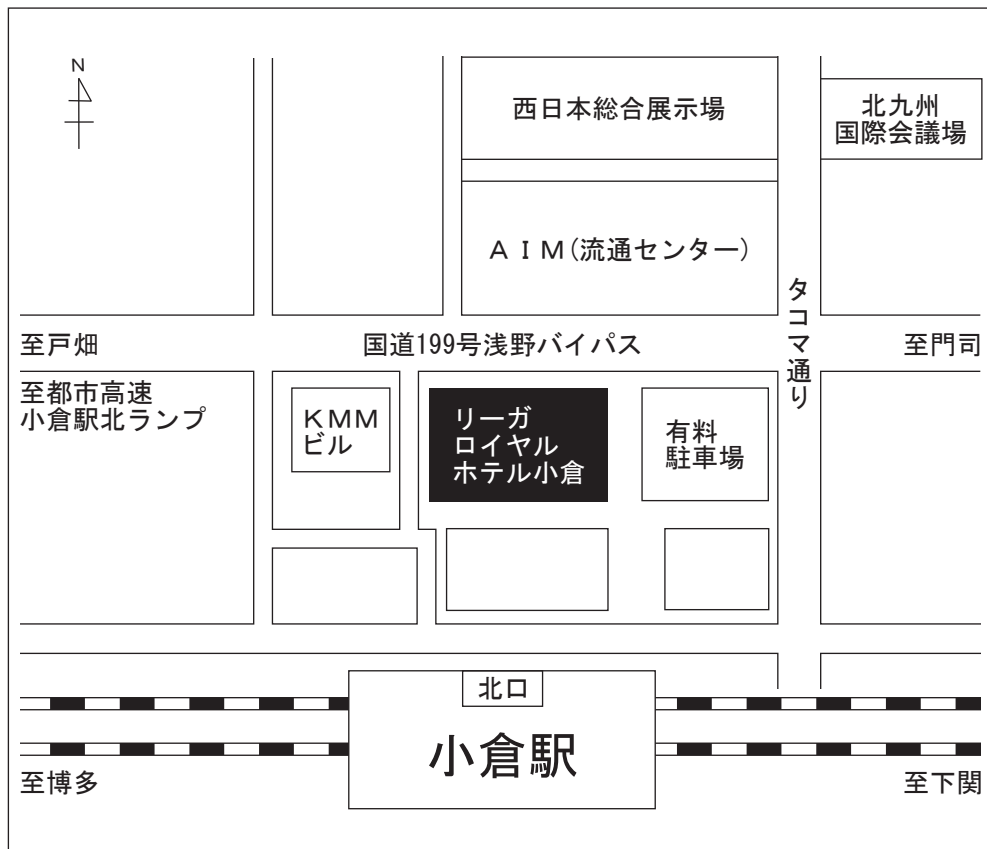 N
西日本総合展示場
北九州
国際会議場
ＡＩＭ(流通センター)
タコマ通り
至戸畑
国道199号浅野バイパス
至門司
至都市高速
小倉駅北ランプ
ＫＭＭ
ビル
リーガ
ロイヤル
ホテル小倉
有料
駐車場
北口
小倉駅
至博多
至下関